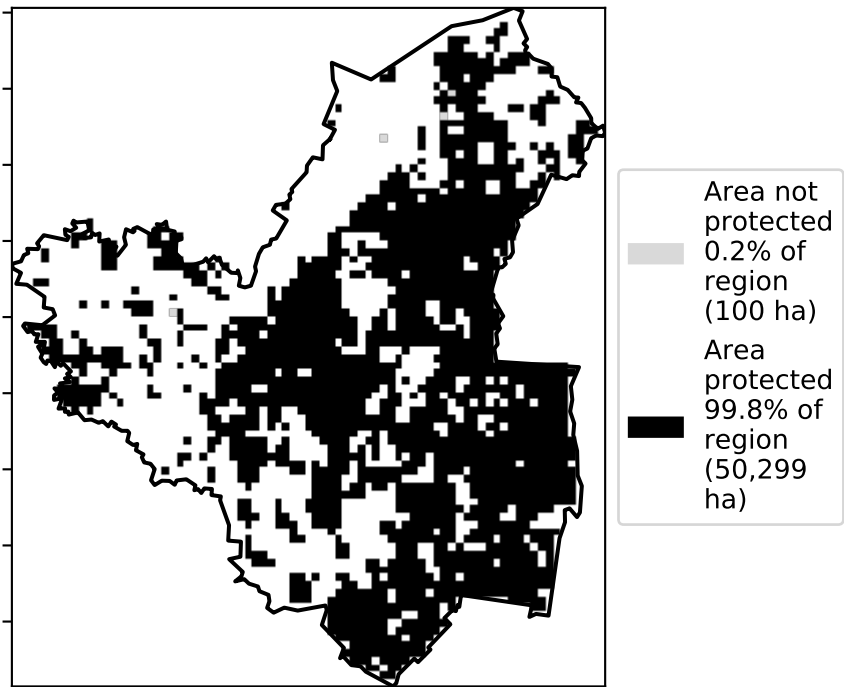 Area not
protected
0.2% of
region
(100 ha)
Area
protected
99.8% of
region
(50,299
ha)